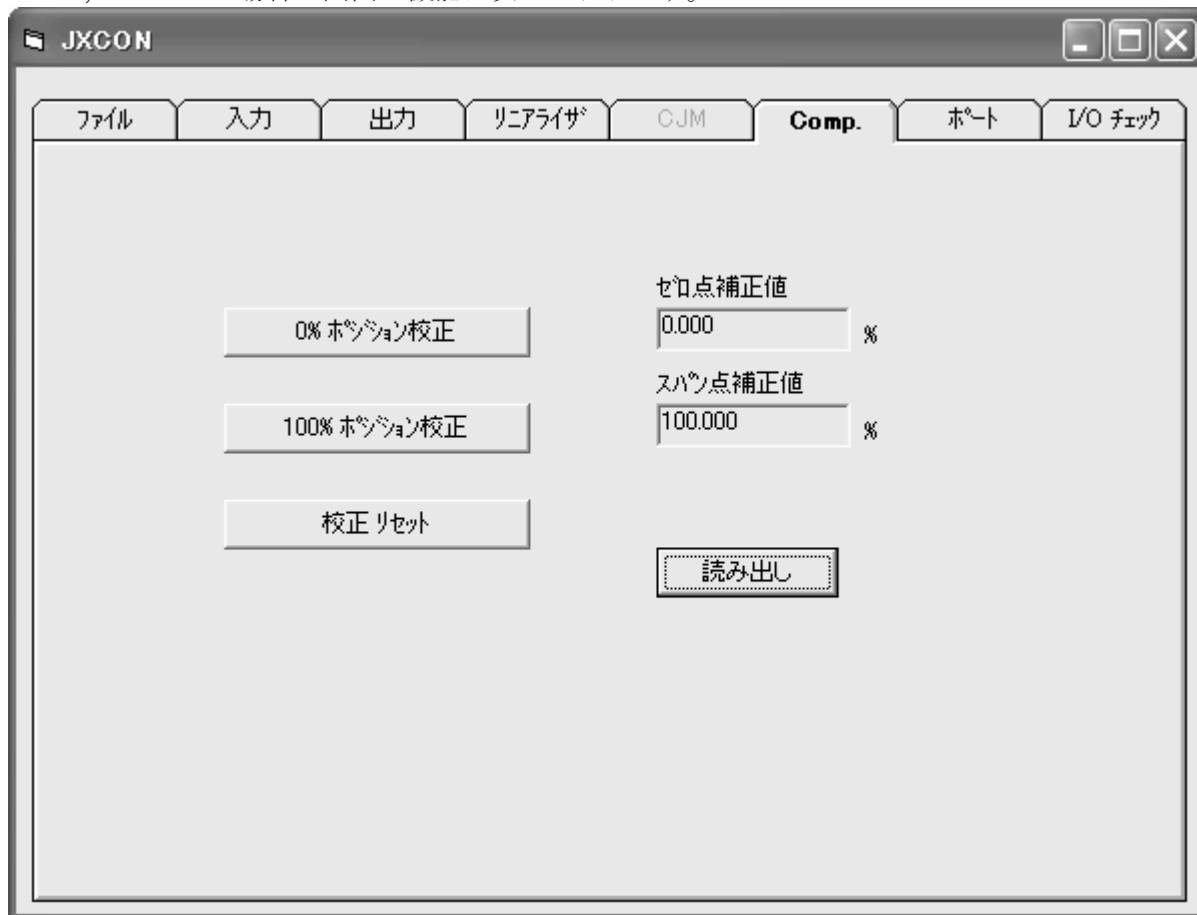 JXCON
ﾌｧｲﾙ 入力 出力 ﾘﾆｱﾗｲｻﾞ CJM Comp. ﾎﾟｰﾄ I/O ﾁｪｯｸ
ｾﾞﾛ点補正値
0% ﾎﾟｼﾞｼｮﾝ校正 0.000 %
ｽﾊﾟﾝ点補正値
100% ﾎﾟｼﾞｼｮﾝ校正 100.000 %
校正 ﾘｾｯﾄ
読み出し